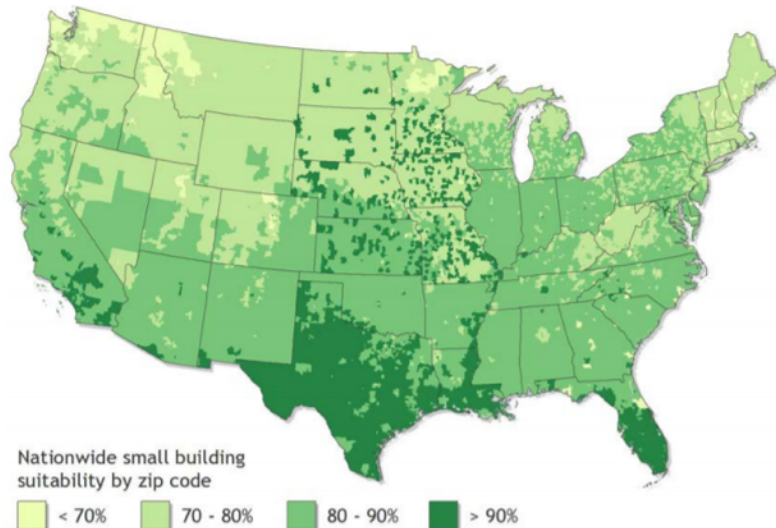 Nationwide small building
suitability by zip code
< 70%
70 - 80%
80 - 90%
> 90%